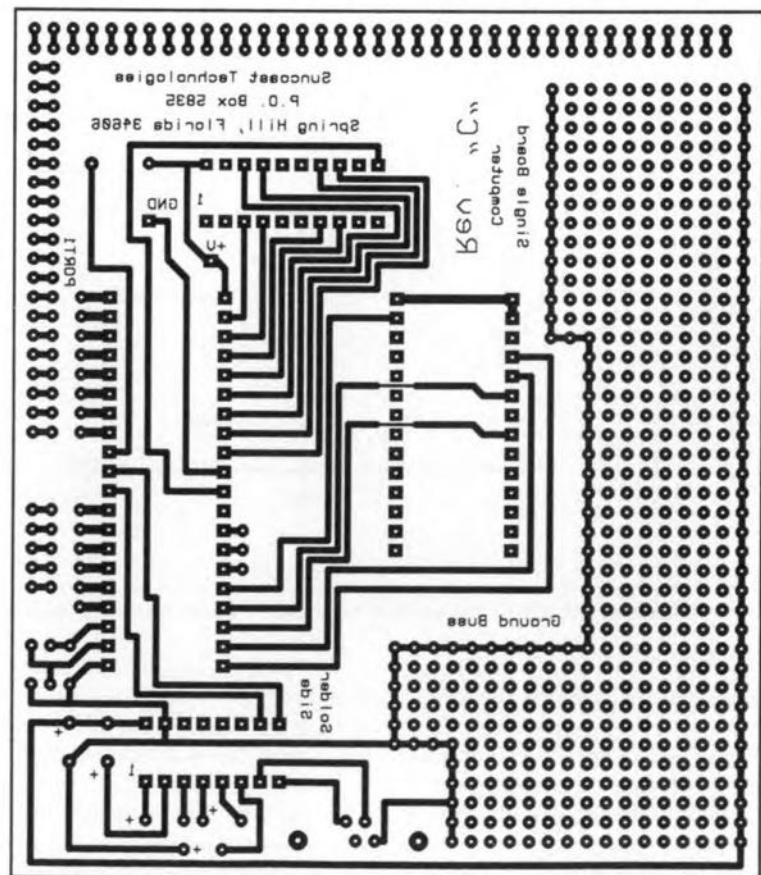 Suncoast Technologies
P.O. Box 5835
Spring Hill, Florida 34606
1
GND
+V
PORT1
Rev. "C"
Single Board
Computer
Ground Buss
Solder
Side
+
+
1
+
+
+